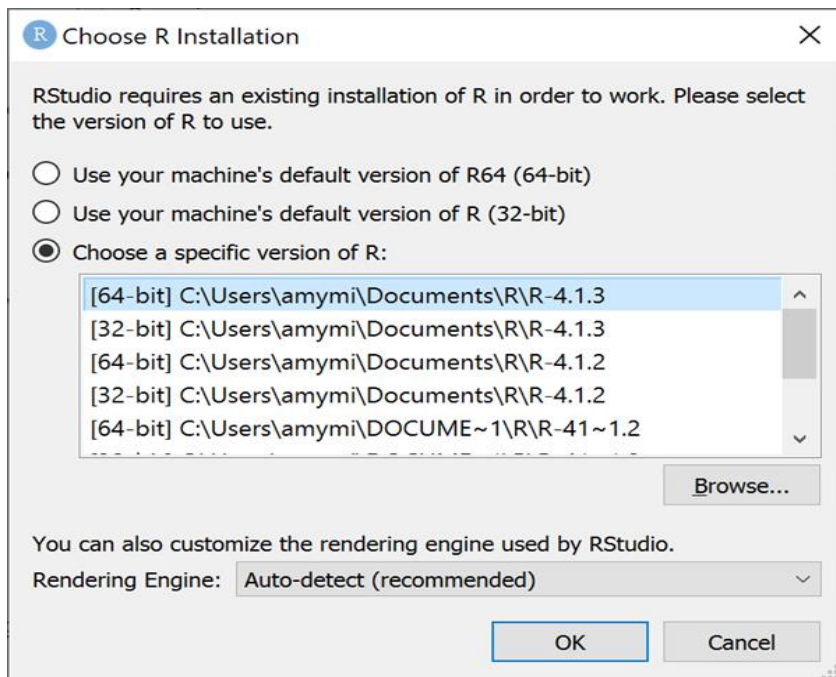 R Choose R Installation
RStudio requires an existing installation of R in order to work. Please select
the version of R to use.
Use your machine's default version of R64 (64-bit)
Use your machine's default version of R (32-bit)
Choose a specific version of R:
[64-bit] C:\Users\amymi\Documents\R\R-4.1.3
[32-bit] C:\Users\amymi\Documents\R\R-4.1.3
[64-bit] C:\Users\amymi\Documents\R\R-4.1.2
[32-bit] C:\Users\amymi\Documents\R\R-4.1.2
[64-bit] C:\Users\amymi\DOCUME~1\R\R-41~1.2
Browse...
You can also customize the rendering engine used by RStudio.
Rendering Engine: Auto-detect (recommended)
OK Cancel